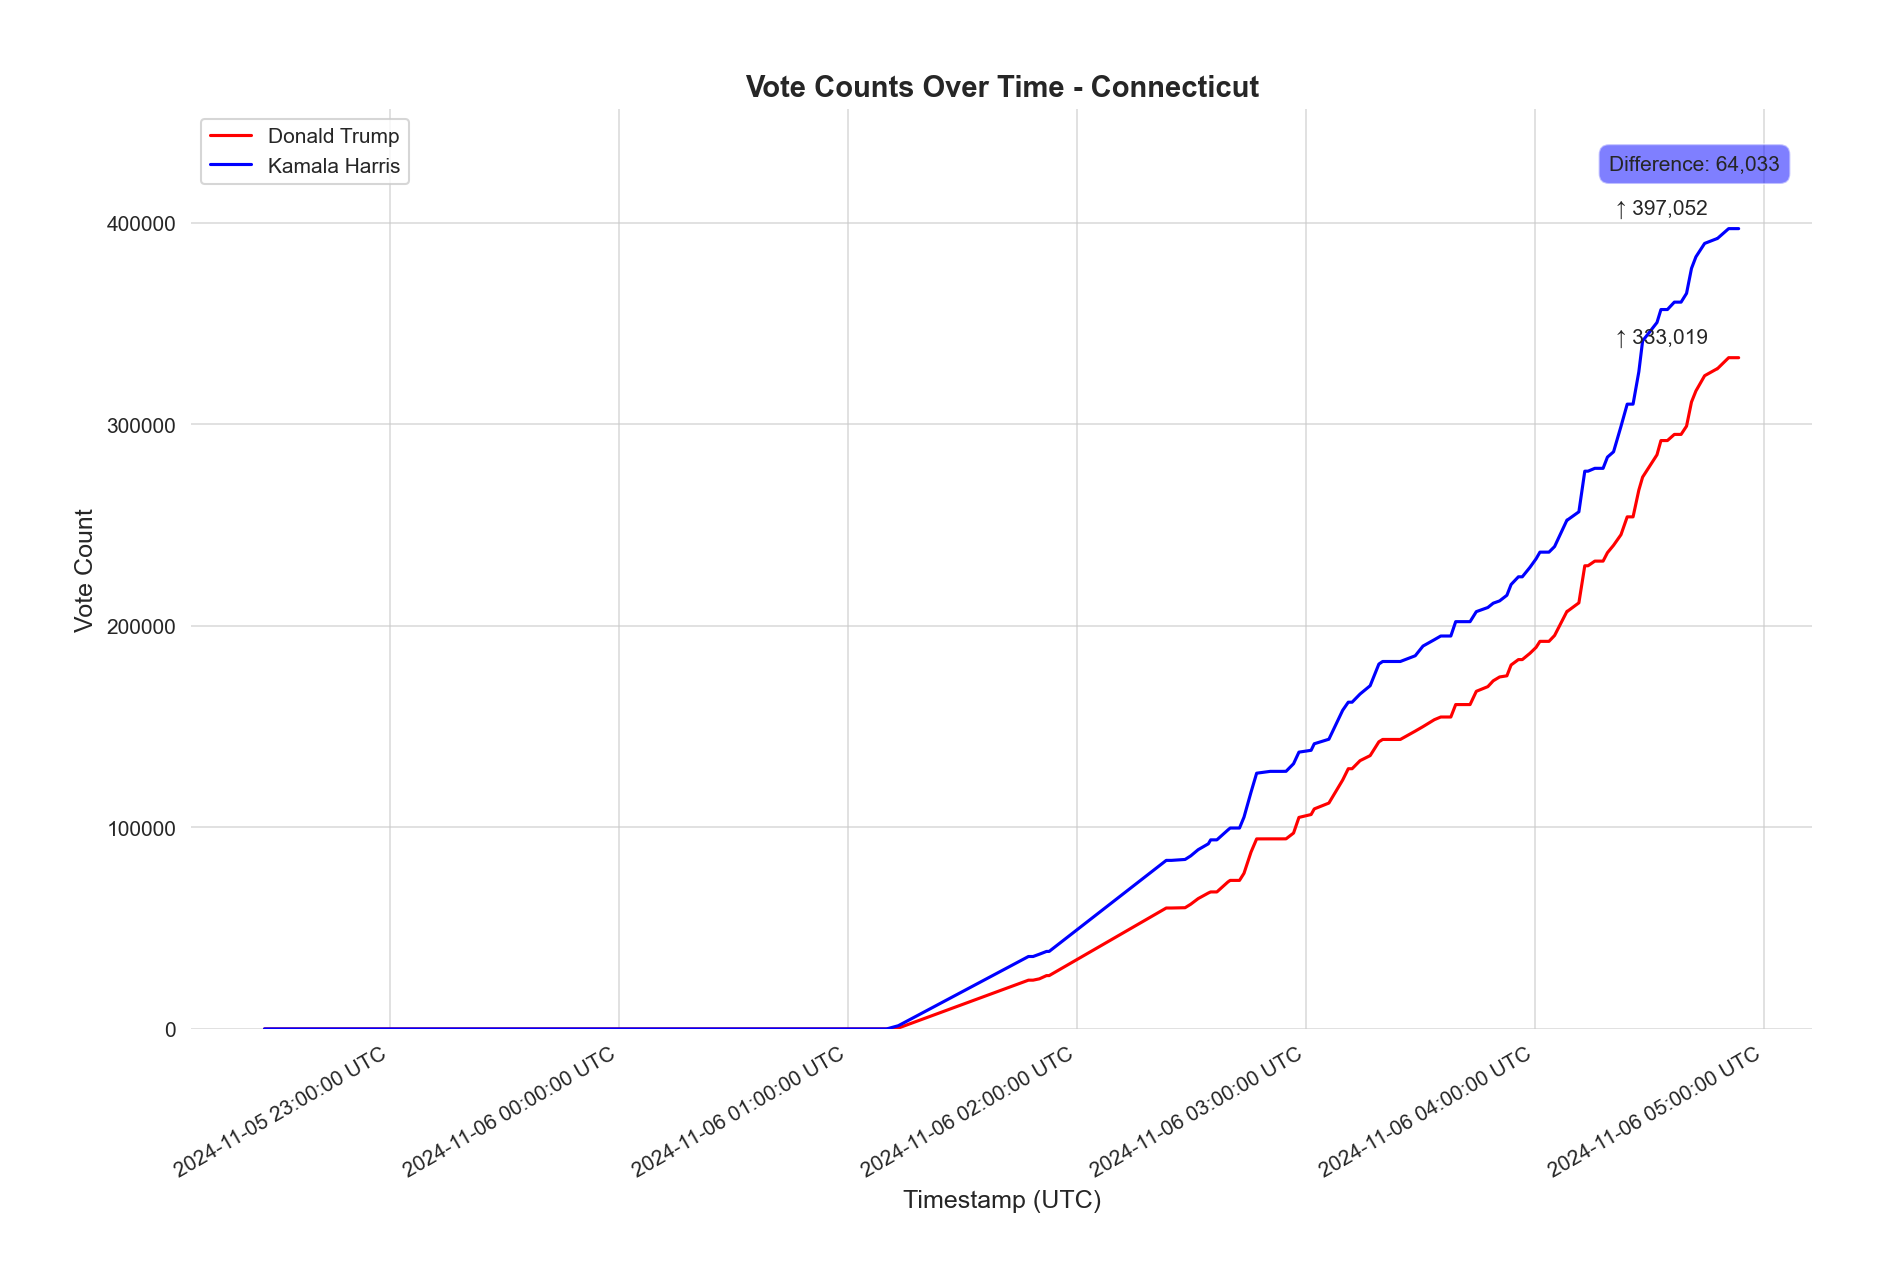 Vote Counts Over Time - Connecticut
Donald Trump
Kamala Harris
Difference: 64,033
↑ 397,052
↑ 333,019
400000
300000
200000
100000
0
Vote Count
2024-11-05 23:00:00 UTC
2024-11-06 00:00:00 UTC
2024-11-06 01:00:00 UTC
2024-11-06 02:00:00 UTC
2024-11-06 03:00:00 UTC
2024-11-06 04:00:00 UTC
2024-11-06 05:00:00 UTC
Timestamp (UTC)